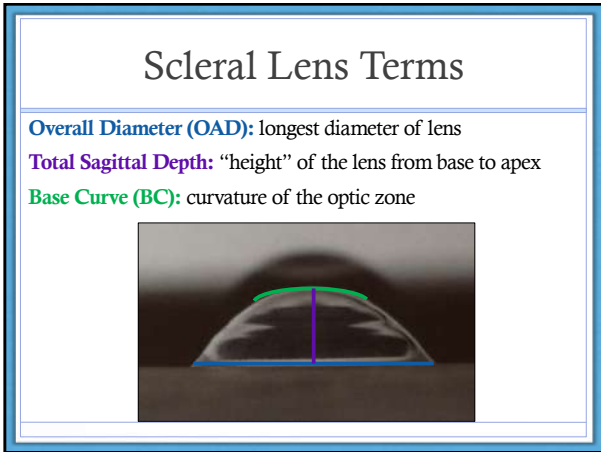 Scleral Lens Terms
Overall Diameter (OAD): longest diameter of lens
Total Sagittal Depth: “height” of the lens from base to apex
Base Curve (BC): curvature of the optic zone